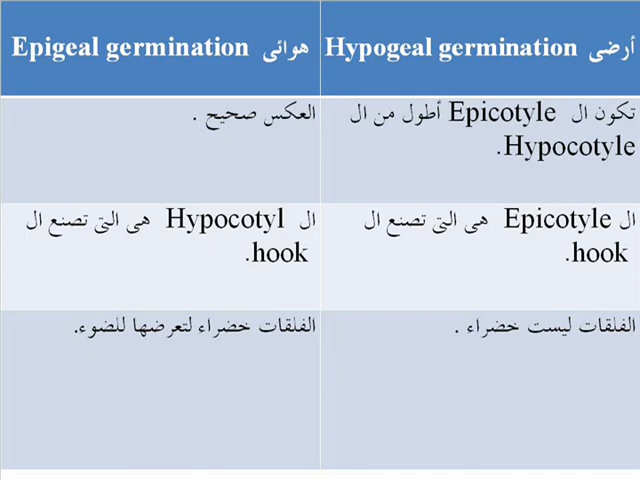 أرضى Hypogeal germination
هوائى Epigeal germination
تكون ال Epicotyle أطول من ال
Hypocotyle.
العكس صحيح .
ال Epicotyle هى التى تصنع ال
hook.
ال Hypocotyl هى التى تصنع ال
hook.
الفلقات ليست خضراء .
الفلقات خضراء لتعرضها للضوء.